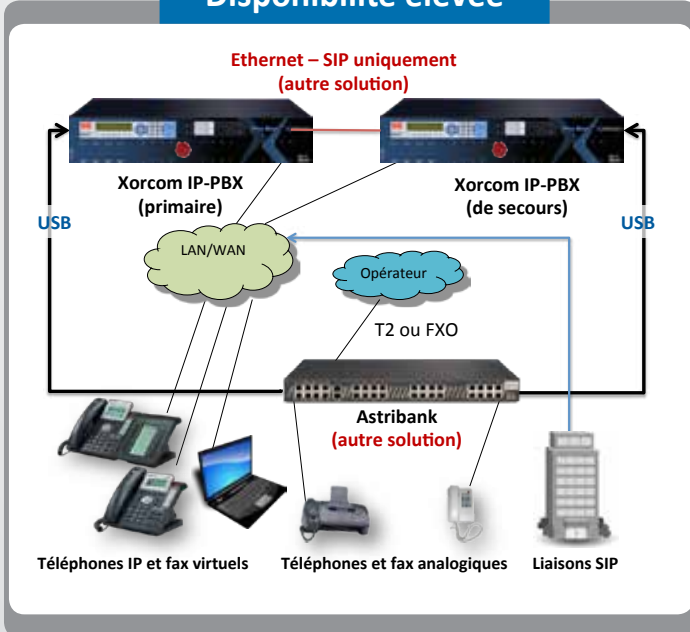 Disponibilité élevée
Ethernet – SIP uniquement
(autre solution)
Xorcom IP-PBX
(primaire)
Xorcom IP-PBX
(de secours)
USB
USB
LAN/WAN
Opérateur
T2 ou FXO
Astribank
(autre solution)
Téléphones IP et fax virtuels
Téléphones et fax analogiques
Liaisons SIP